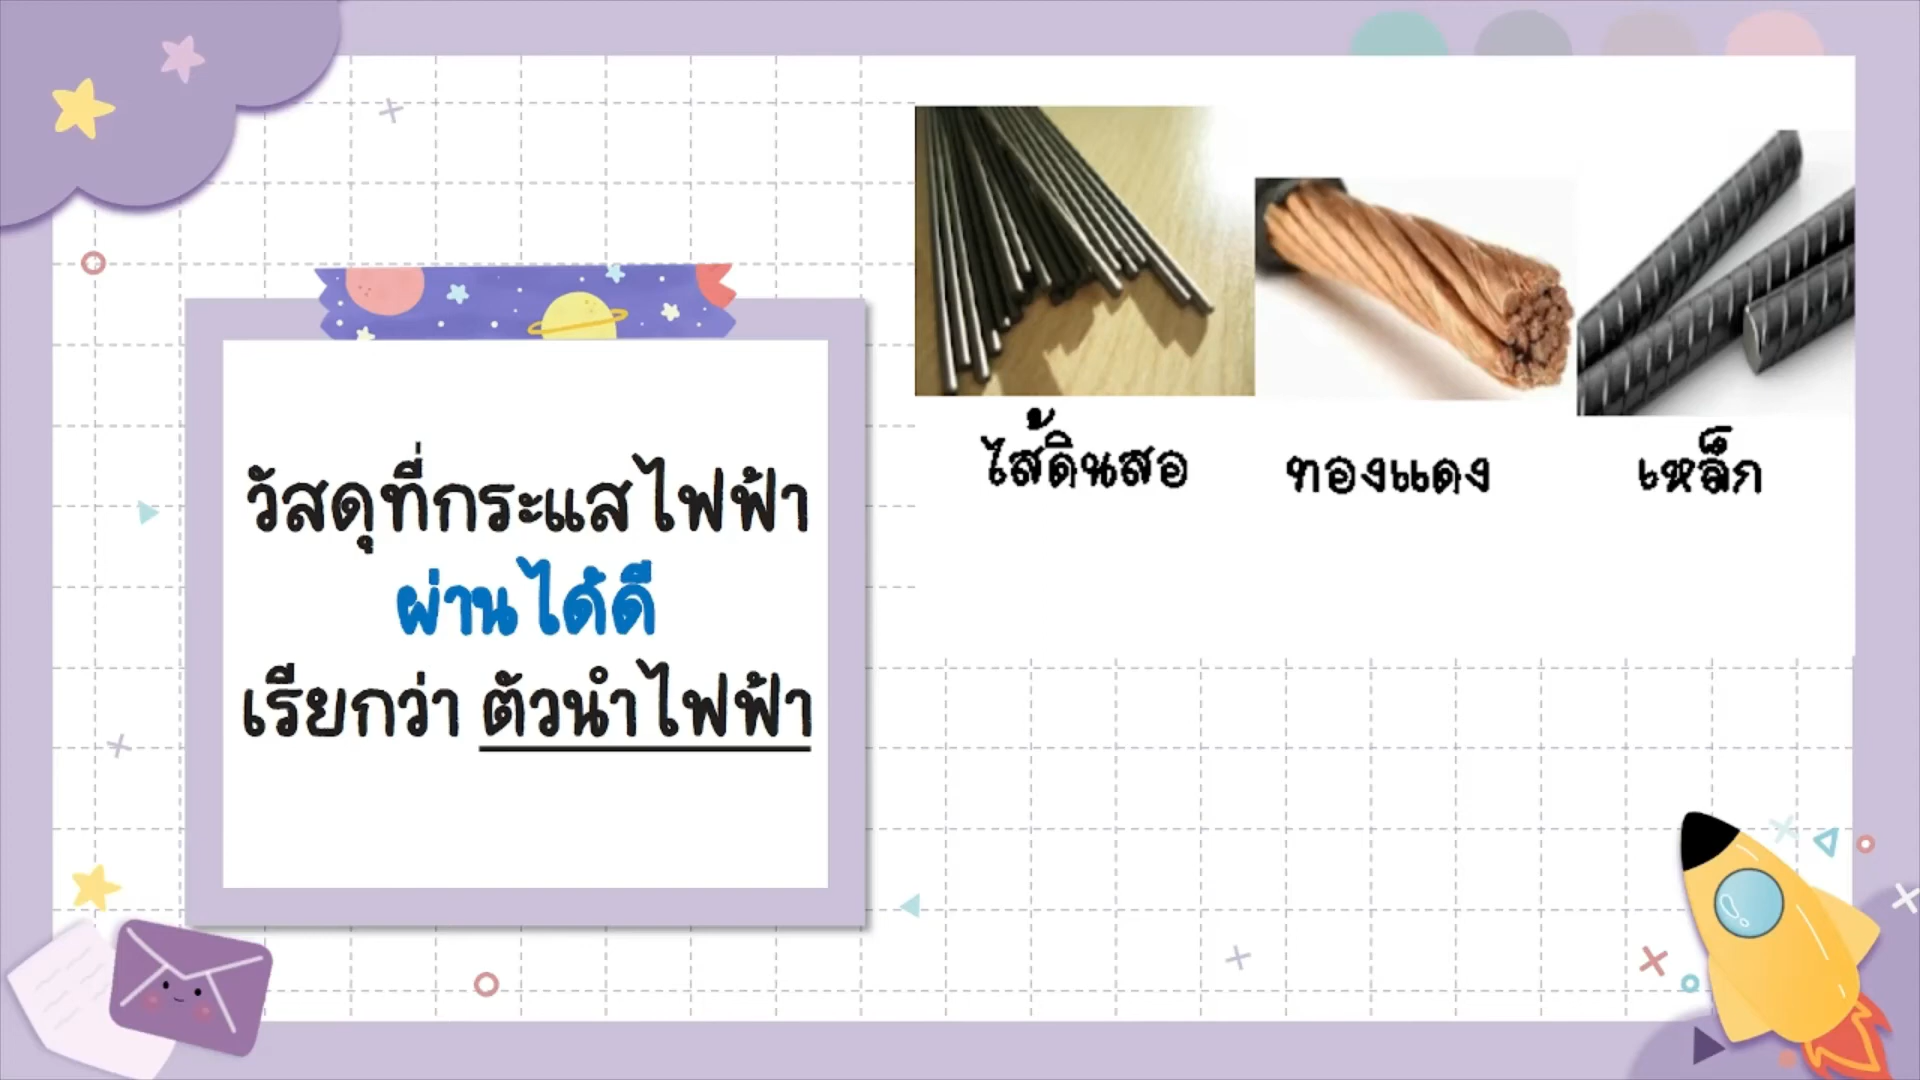 วัสดุที่กระแสไฟฟ้า
ผ่านได้ดี
เรียกว่า ตัวนำไฟฟ้า
ไส้ดินสอ
ทองแดง
เหล็ก